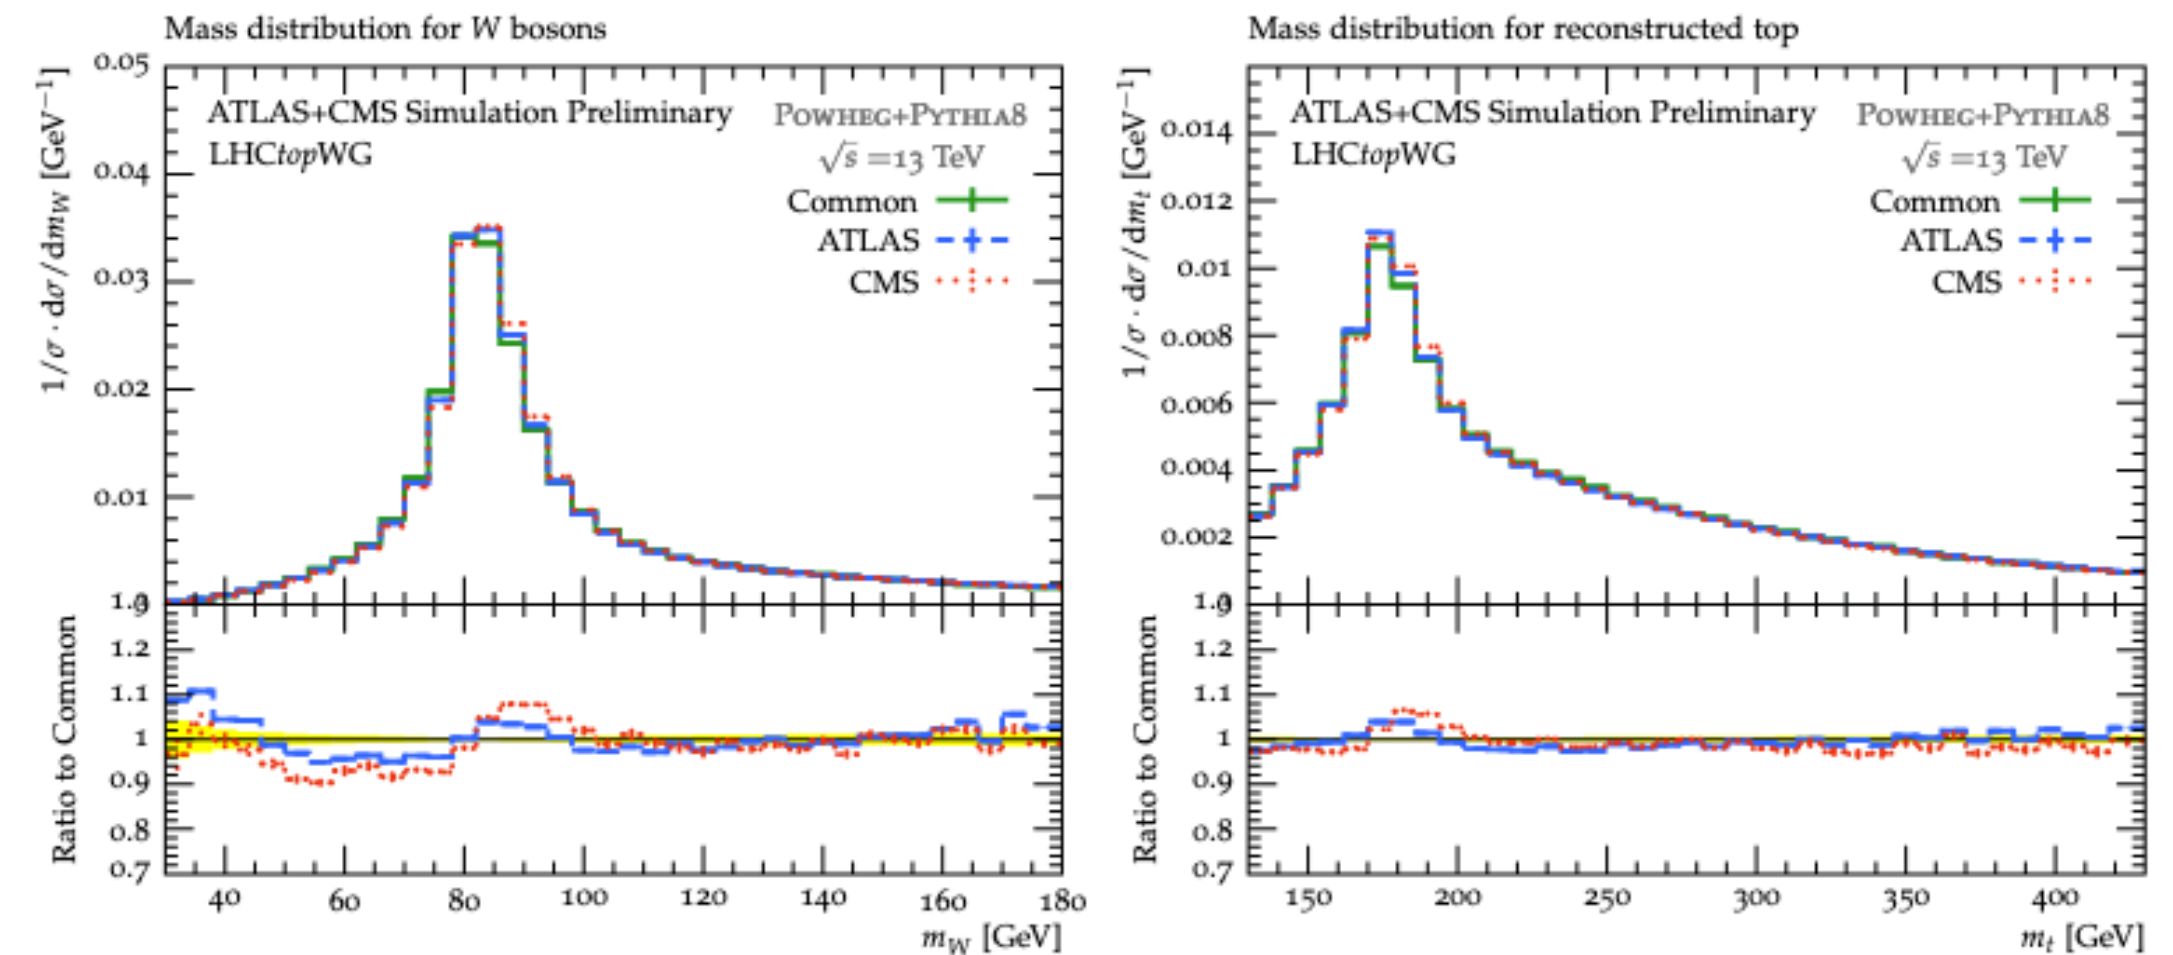 Mass distribution for W bosons
0.05
0.04
0.03
0.02
0.01
1/σ · dσ/dm_W [GeV⁻¹]
ATLAS+CMS Simulation Preliminary
LHCtopWG
POWHEG+PYTHIA8
√s =13 TeV
Common
ATLAS
CMS
1.2
1.1
1
0.9
0.8
0.7
Ratio to Common
40 60 80 100 120 140 160 180
m_W [GeV]
Mass distribution for reconstructed top
0.014
0.012
0.01
0.008
0.006
0.004
0.002
1/σ · dσ/dm_t [GeV⁻¹]
ATLAS+CMS Simulation Preliminary
LHCtopWG
POWHEG+PYTHIA8
√s =13 TeV
Common
ATLAS
CMS
1.2
1.1
1
0.9
0.8
0.7
Ratio to Common
150 200 250 300 350 400
m_t [GeV]